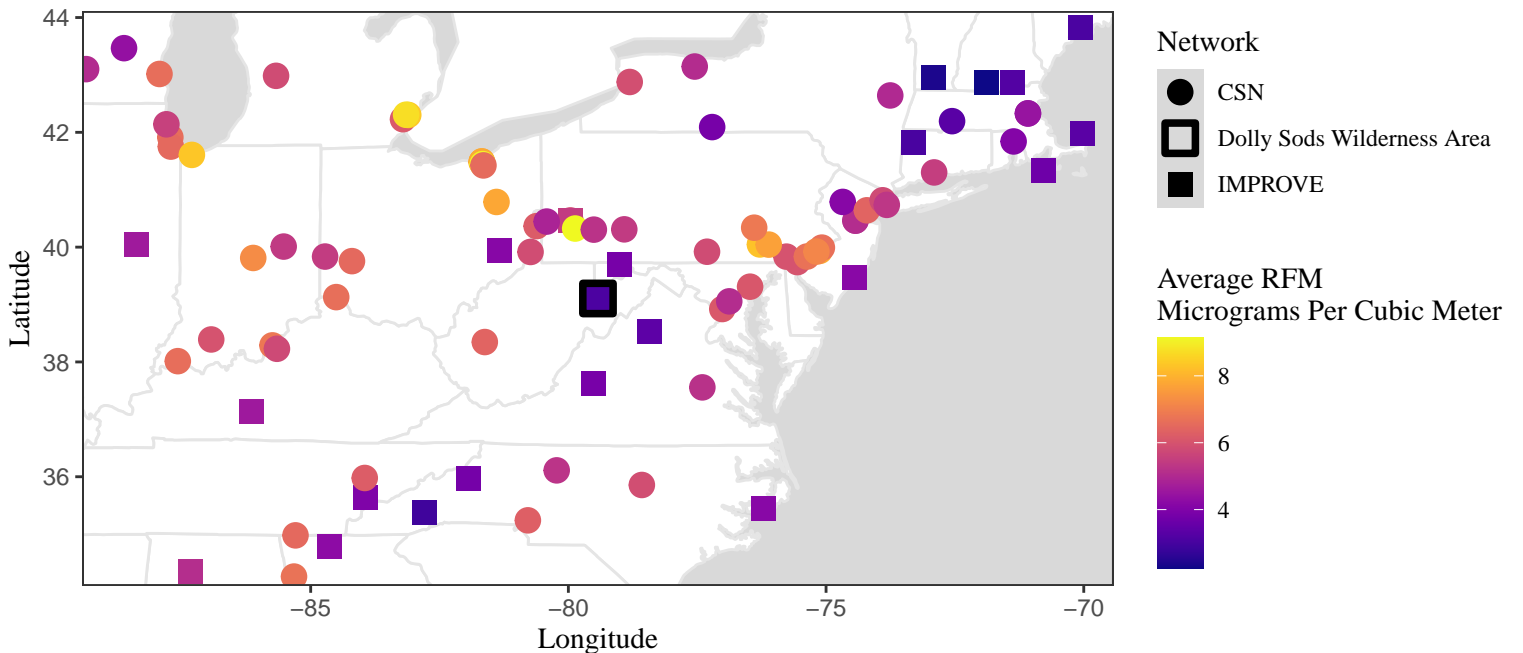 44
42
40
38
36
Latitude
−85
−80
−75
−70
Longitude
Network
CSN
Dolly Sods Wilderness Area
IMPROVE
Average RFM
Micrograms Per Cubic Meter
8
6
4